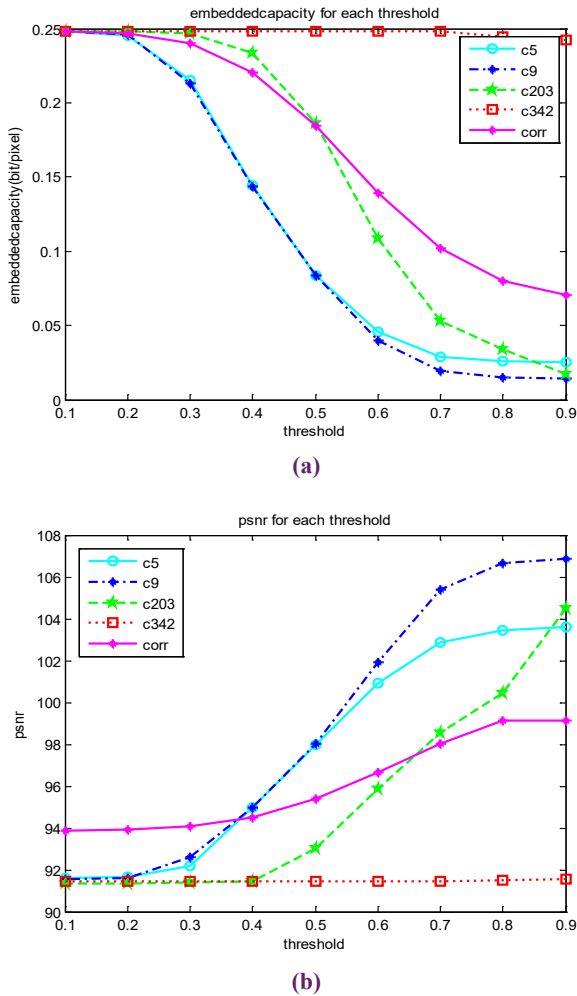 embeddedcapacity for each threshold
0.25
0.2
0.15
0.1
0.05
0
embeddedcapacity(bit/pixel)
c5
c9
c203
c342
corr
0.1 0.2 0.3 0.4 0.5 0.6 0.7 0.8 0.9
threshold
(a)
psnr for each threshold
108
106
104
102
100
98
96
94
92
90
psnr
c5
c9
c203
c342
corr
0.1 0.2 0.3 0.4 0.5 0.6 0.7 0.8 0.9
threshold
(b)